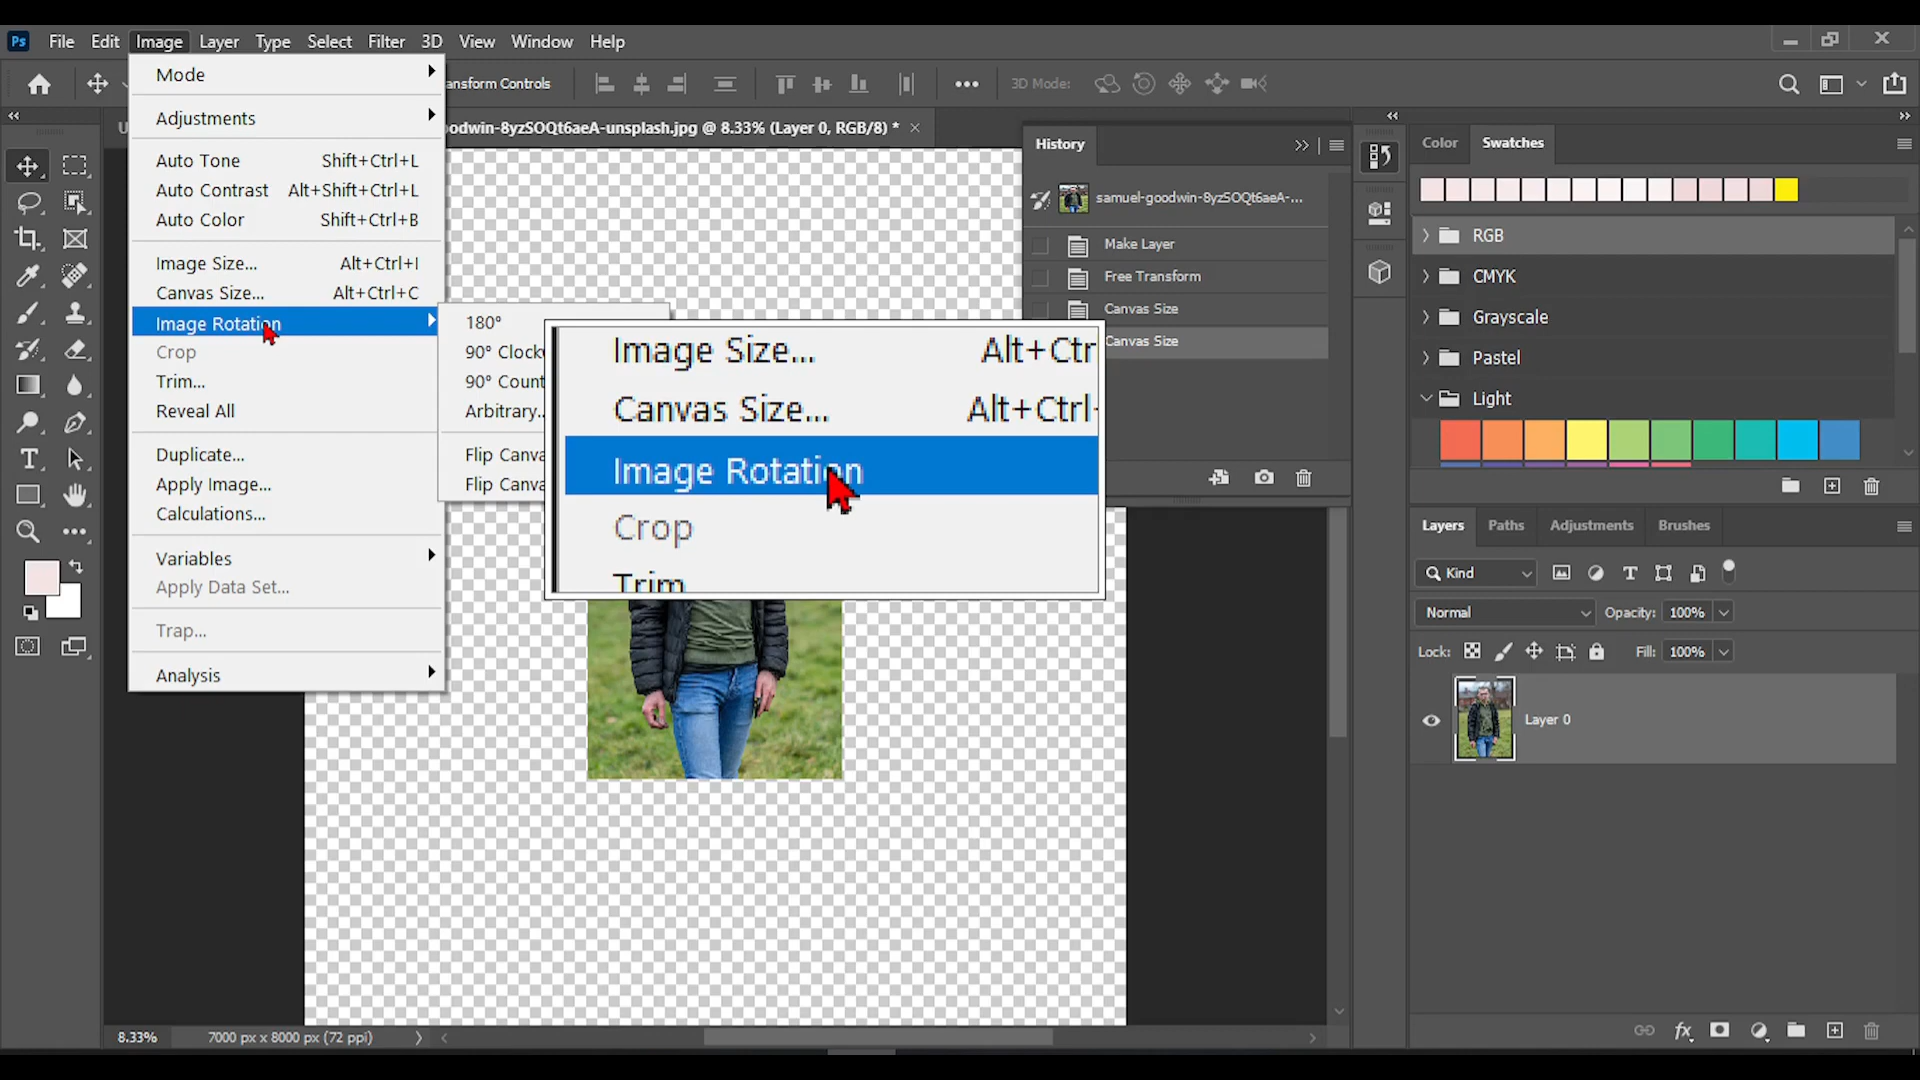 Ps File Edit Image Layer Type Select Filter 3D View Window Help
ansform Controls
3D Mode:
odwin-8yzSOQt6aeA-unsplash.jpg @ 8.33% (Layer 0, RGB/8) *
Mode
Adjustments
Auto Tone Shift+Ctrl+L
Auto Contrast Alt+Shift+Ctrl+L
Auto Color Shift+Ctrl+B
Image Size... Alt+Ctrl+I
Canvas Size... Alt+Ctrl+C
Image Rotation
Crop
Trim...
Reveal All
Duplicate...
Apply Image...
Calculations...
Variables
Apply Data Set...
Trap...
Analysis
180°
90° Clock
90° Count
Arbitrary..
Flip Canva
Flip Canva
Image Size... Alt+Ctr
Canvas Size... Alt+Ctrl
Image Rotation
Crop
Trim
History
samuel-goodwin-8yzSOQt6aeA-...
Make Layer
Free Transform
Canvas Size
Canvas Size
Color Swatches
RGB
CMYK
Grayscale
Pastel
Light
Layers Paths Adjustments Brushes
Kind
Normal Opacity: 100%
Lock: Fill: 100%
Layer 0
8.33% 7000 px x 8000 px (72 ppi)